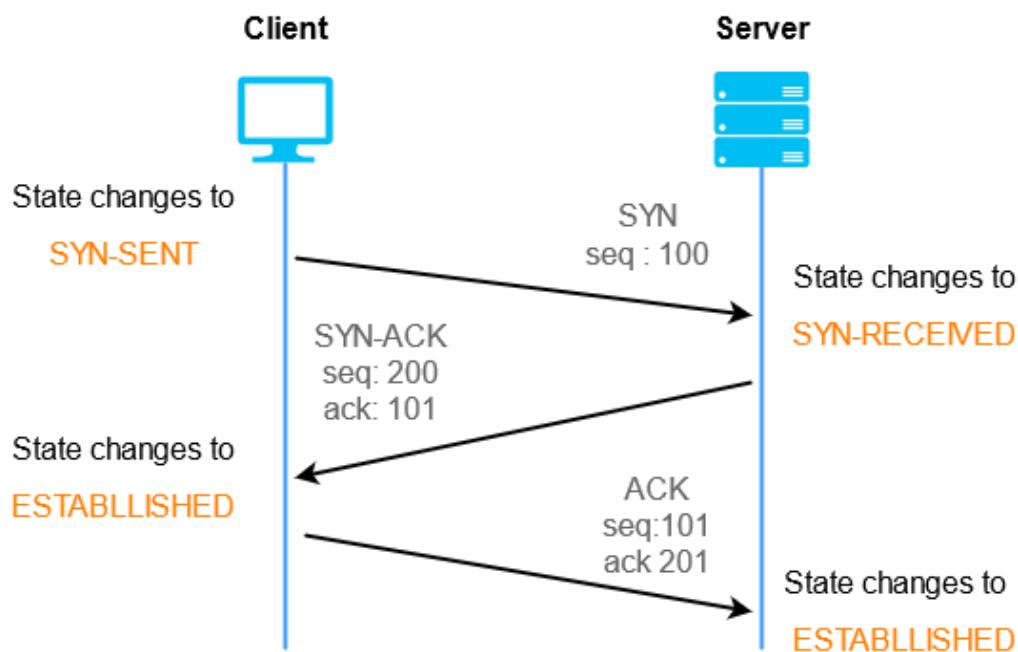 Client
Server
State changes to
SYN-SENT
SYN
seq : 100
State changes to
SYN-RECEIVED
SYN-ACK
seq: 200
ack: 101
State changes to
ESTABLLISHED
ACK
seq:101
ack 201
State changes to
ESTABLLISHED